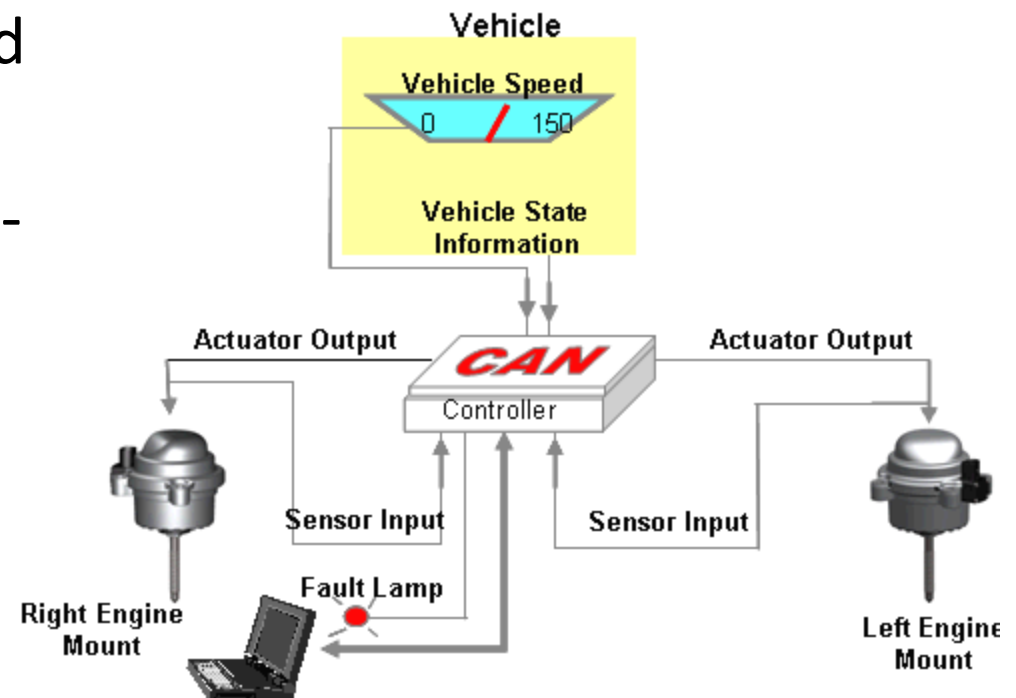 d
-
Vehicle
Vehicle Speed
0 150
Vehicle State
Information
Actuator Output
Actuator Output
CAN
Controller
Sensor Input
Sensor Input
Fault Lamp
Right Engine
Mount
Left Engine
Mount